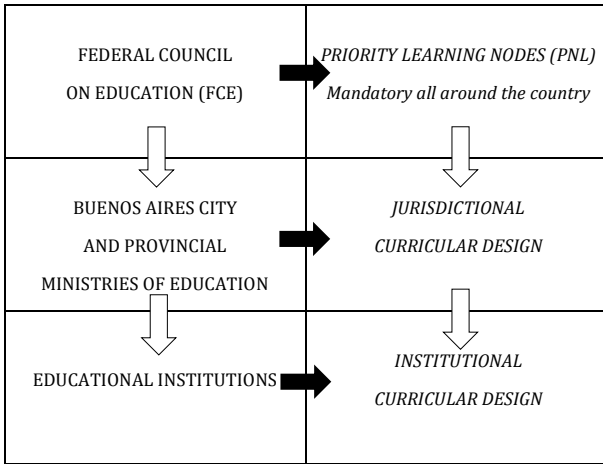 FEDERAL COUNCIL
ON EDUCATION (FCE)
PRIORITY LEARNING NODES (PNL)
Mandatory all around the country
BUENOS AIRES CITY
AND PROVINCIAL
MINISTRIES OF EDUCATION
JURISDICTIONAL
CURRICULAR DESIGN
EDUCATIONAL INSTITUTIONS
INSTITUTIONAL
CURRICULAR DESIGN